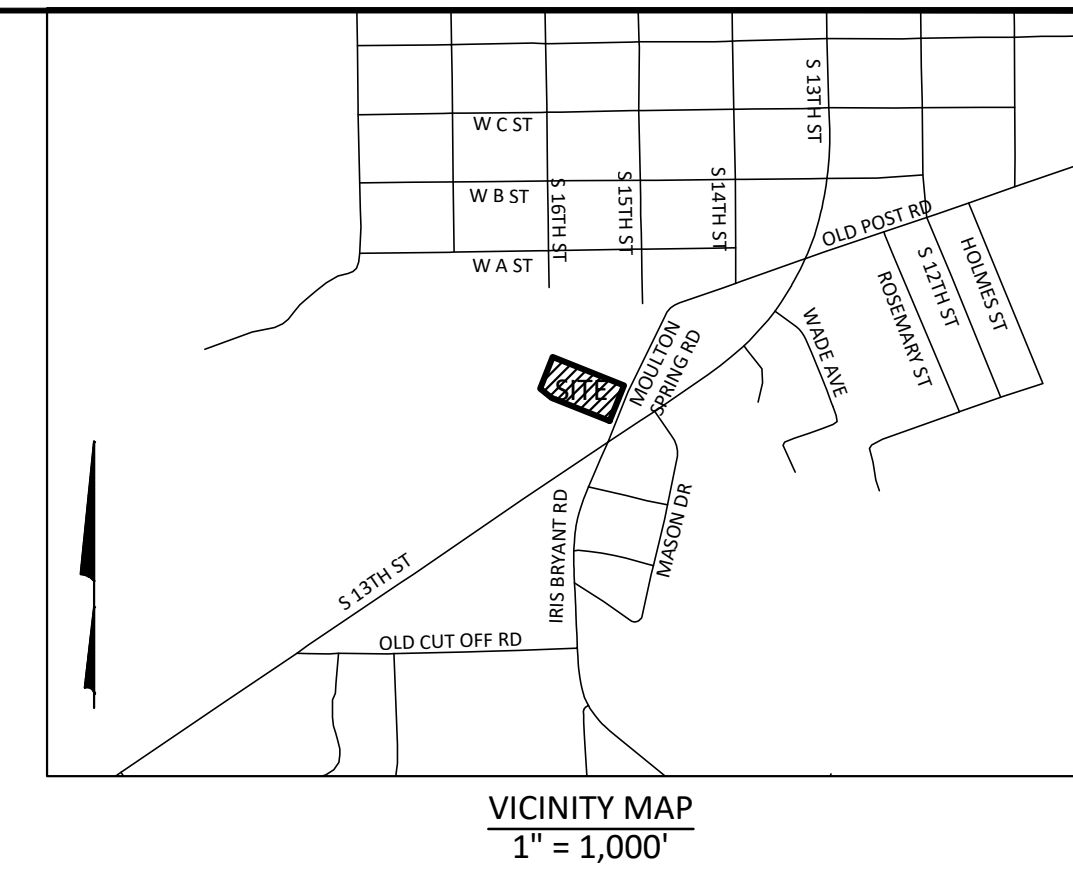 S 13TH ST
W C ST
W B ST
S 16TH ST
S 15TH ST
S 14TH ST
OLD POST RD
W A ST
S 12TH ST
HOLMES ST
ROSEMARY ST
WADE AVE
MOULTON
SPRING RD
SITE
IRIS BRYANT RD
MASON DR
S 13TH ST
OLD CUT OFF RD
VICINITY MAP
1" = 1,000'